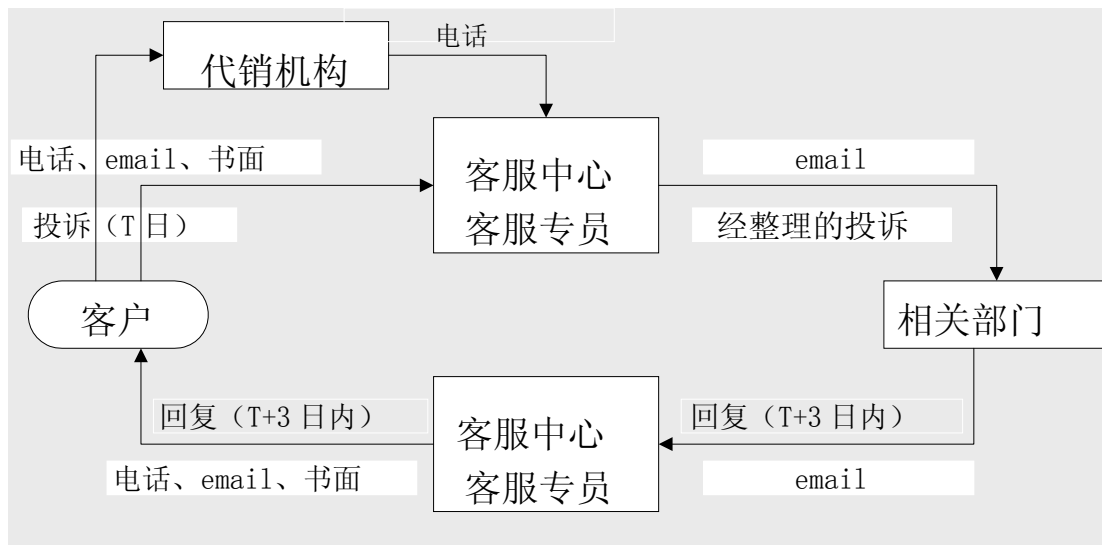 电话
代销机构
电话、email、书面
客服中心
客服专员
email
投诉（T日）
经整理的投诉
客户
相关部门
回复（T+3 日内）
客服中心
客服专员
回复（T+3 日内）
电话、email、书面
email